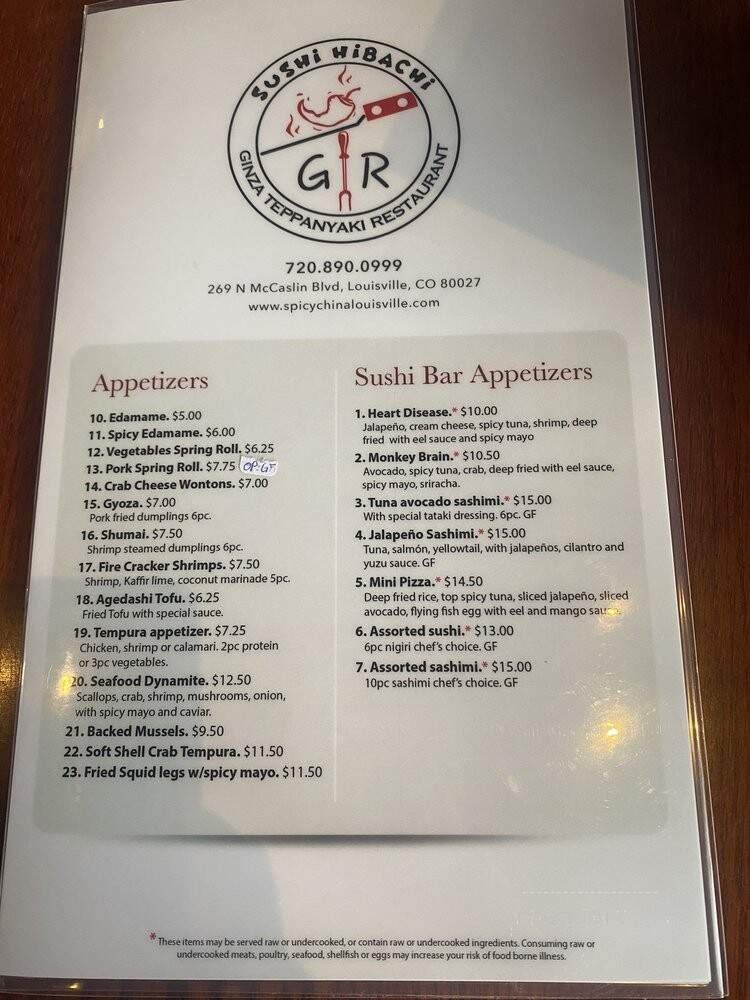 SUSHI HIBACHI
G R
GINZA TEPPANYAKI RESTAURANT
720.890.0999
269 N McCaslin Blvd, Louisville, CO 80027
www.spicychinalouisville.com
Appetizers
10. Edamame. $5.00
11. Spicy Edamame. $6.00
12. Vegetables Spring Roll. $6.25
13. Pork Spring Roll. $7.75 OP:GF
14. Crab Cheese Wontons. $7.00
15. Gyoza. $7.00
Pork fried dumplings 6pc.
16. Shumai. $7.50
Shrimp steamed dumplings 6pc.
17. Fire Cracker Shrimps. $7.50
Shrimp, Kaffir lime, coconut marinade 5pc.
18. Agedashi Tofu. $6.25
Fried Tofu with special sauce.
19. Tempura appetizer. $7.25
Chicken, shrimp or calamari. 2pc protein
or 3pc vegetables.
20. Seafood Dynamite. $12.50
Scallops, crab, shrimp, mushrooms, onion,
with spicy mayo and caviar.
21. Backed Mussels. $9.50
22. Soft Shell Crab Tempura. $11.50
23. Fried Squid legs w/spicy mayo. $11.50
Sushi Bar Appetizers
1. Heart Disease.* $10.00
Jalapeño, cream cheese, spicy tuna, shrimp, deep
fried with eel sauce and spicy mayo
2. Monkey Brain.* $10.50
Avocado, spicy tuna, crab, deep fried with eel sauce,
spicy mayo, sriracha.
3. Tuna avocado sashimi.* $15.00
With special tataki dressing. 6pc. GF
4. Jalapeño Sashimi.* $15.00
Tuna, salmón, yellowtail, with jalapeños, cilantro and
yuzu sauce. GF
5. Mini Pizza.* $14.50
Deep fried rice, top spicy tuna, sliced jalapeño, sliced
avocado, flying fish egg with eel and mango sauce.
6. Assorted sushi.* $13.00
6pc nigiri chef's choice. GF
7. Assorted sashimi.* $15.00
10pc sashimi chef's choice. GF
* These items may be served raw or undercooked, or contain raw or undercooked ingredients. Consuming raw or
undercooked meats, poultry, seafood, shellfish or eggs may increase your risk of food borne illness.